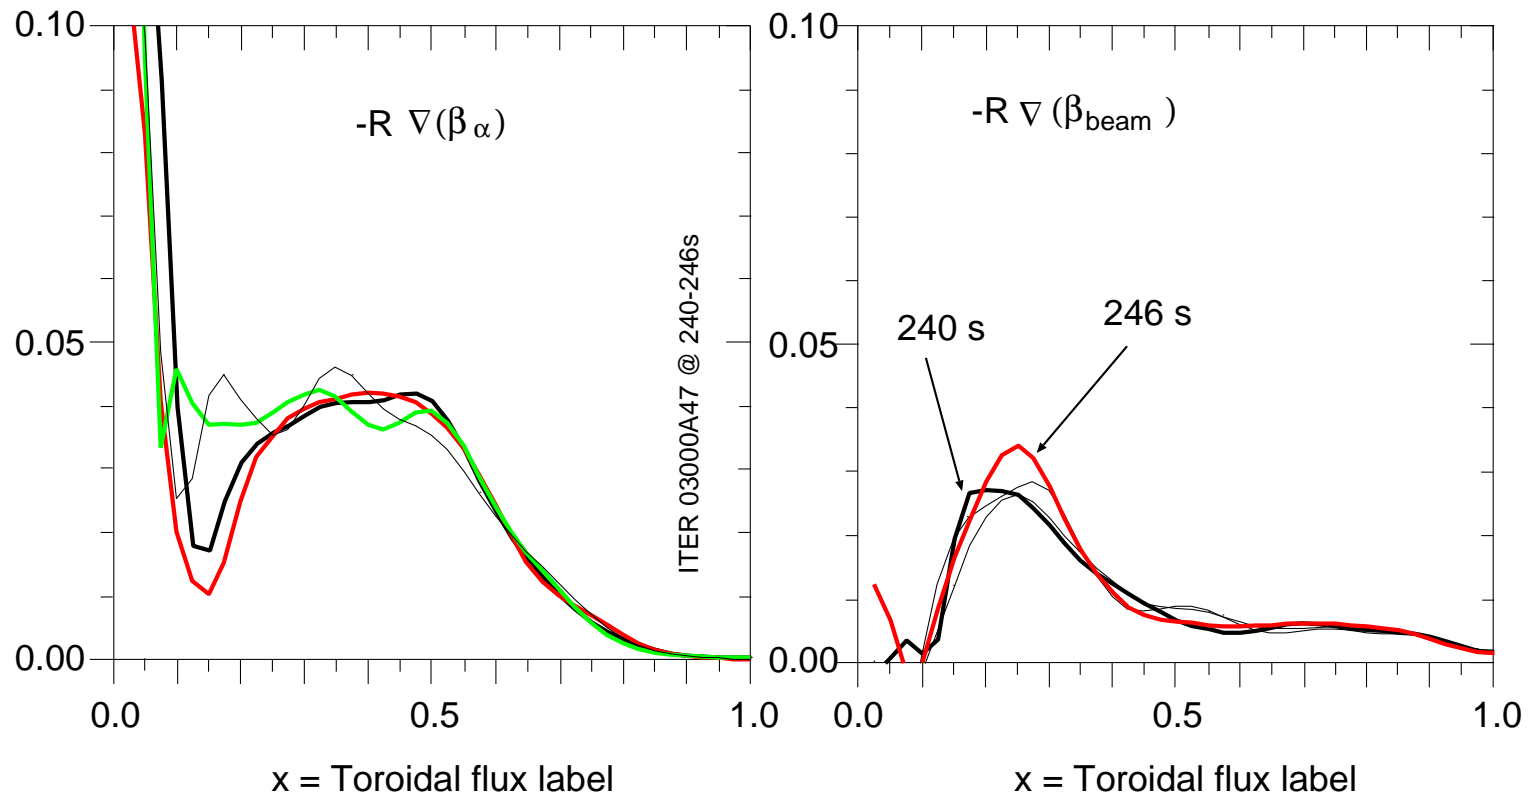 0.10
0.05
0.00
0.0
0.5
1.0
-R ∇(β α)
ITER 03000A47 @ 240-246s
x = Toroidal flux label
0.10
0.05
0.00
0.0
0.5
1.0
-R ∇ (βbeam )
240 s
246 s
x = Toroidal flux label